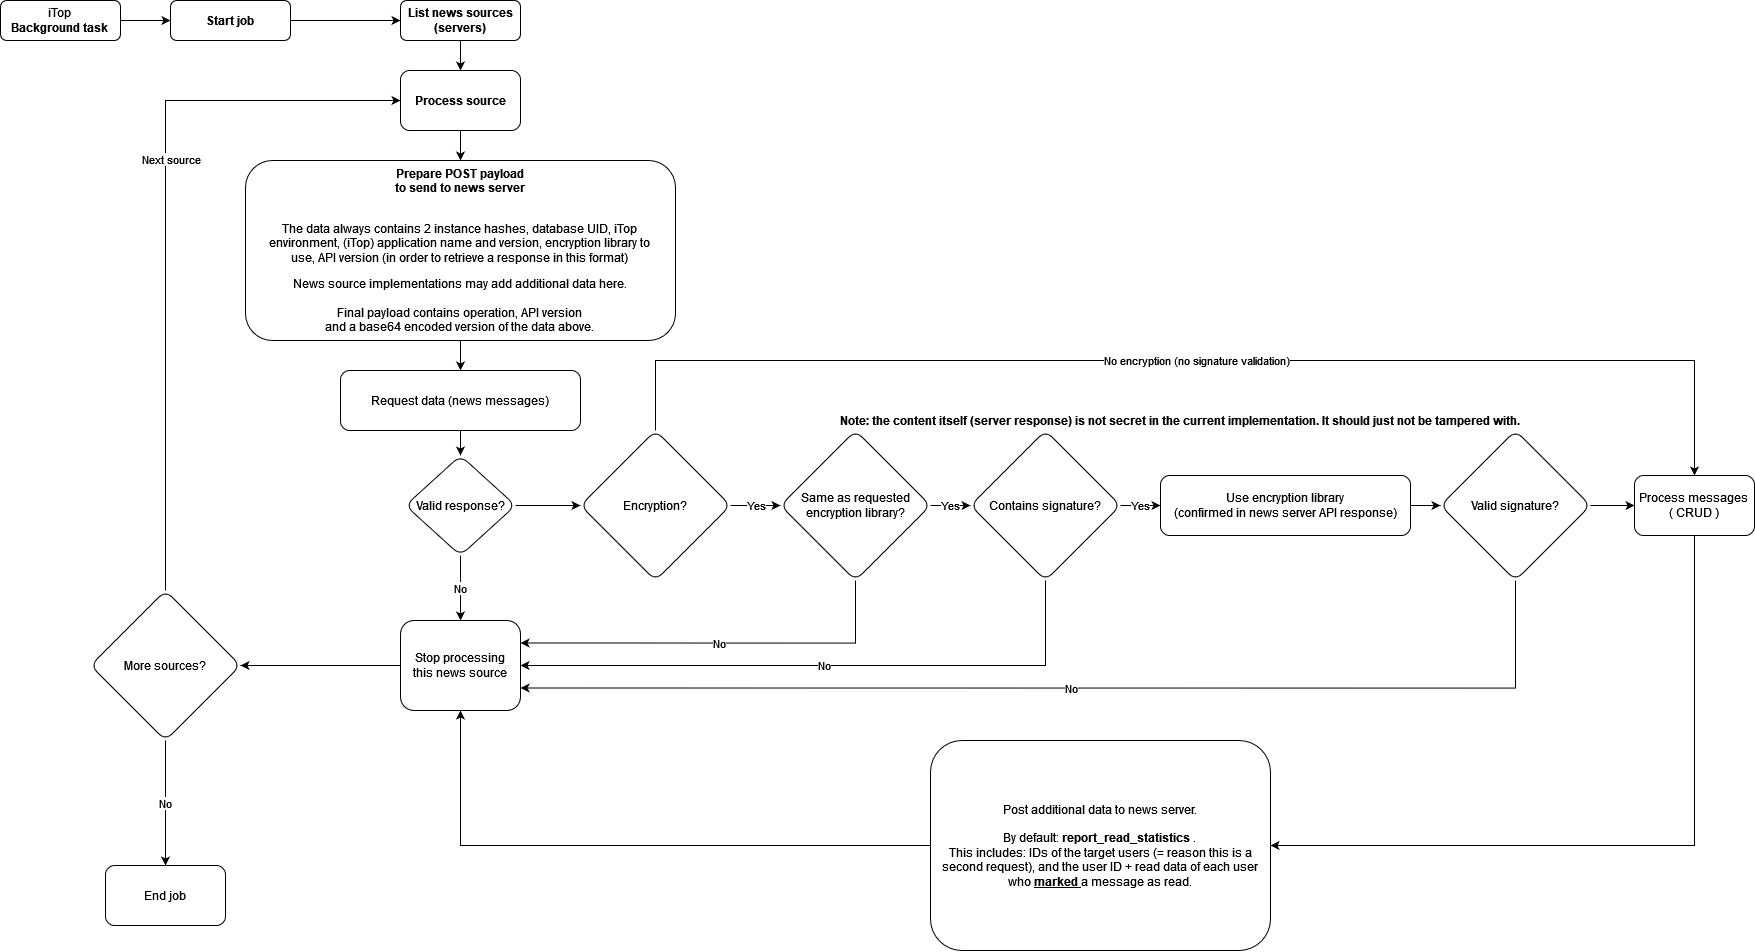 iTop
Background task
Start job
List news sources
(servers)
Process source
Next source
Prepare POST payload
to send to news server
The data always contains 2 instance hashes, database UID, iTop
environment, (iTop) application name and version, encryption library to
use, API version (in order to retrieve a response in this format)
News source implementations may add additional data here.
Final payload contains operation, API version
and a base64 encoded version of the data above.
Request data (news messages)
No encryption (no signature validation)
Note: the content itself (server response) is not secret in the current implementation. It should just not be tampered with.
Valid response?
Encryption?
Yes
Same as requested
encryption library?
Yes
Contains signature?
Yes
Use encryption library
(confirmed in news server API response)
Valid signature?
Process messages
( CRUD )
No
No
No
No
Stop processing
this news source
More sources?
No
End job
Post additional data to news server.
By default: report_read_statistics .
This includes: IDs of the target users (= reason this is a
second request), and the user ID + read data of each user
who marked a message as read.